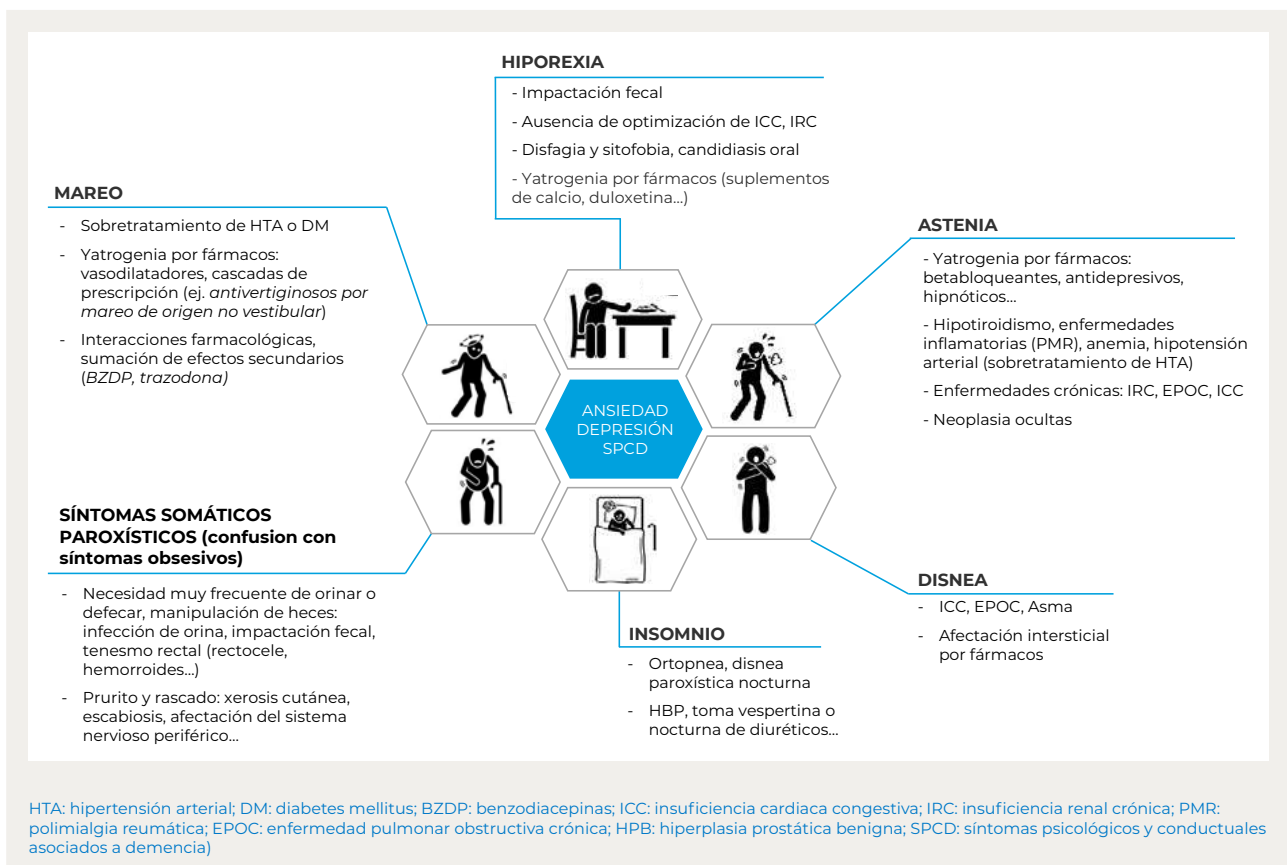 HIPOREXIA
- Impactación fecal
- Ausencia de optimización de ICC, IRC
- Disfagia y sitofobia, candidiasis oral
- Yatrogenia por fármacos (suplementos
de calcio, duloxetina...)
MAREO
- Sobretratamiento de HTA o DM
- Yatrogenia por fármacos:
vasodilatadores, cascadas de
prescripción (ej. antivertiginosos por
mareo de origen no vestibular)
- Interacciones farmacológicas,
sumación de efectos secundarios
(BZDP, trazodona)
ASTENIA
- Yatrogenia por fármacos:
betabloqueantes, antidepresivos,
hipnóticos...
- Hipotiroidismo, enfermedades
inflamatorias (PMR), anemia, hipotensión
arterial (sobretratamiento de HTA)
- Enfermedades crónicas: IRC, EPOC, ICC
- Neoplasia ocultas
ANSIEDAD
DEPRESIÓN
SPCD
SÍNTOMAS SOMÁTICOS
PAROXÍSTICOS (confusion con
síntomas obsesivos)
- Necesidad muy frecuente de orinar o
defecar, manipulación de heces:
infección de orina, impactación fecal,
tenesmo rectal (rectocele,
hemorroides...)
- Prurito y rascado: xerosis cutánea,
escabiosis, afectación del sistema
nervioso periférico...
INSOMNIO
- Ortopnea, disnea
paroxística nocturna
- HBP, toma vespertina o
nocturna de diuréticos...
DISNEA
- ICC, EPOC, Asma
- Afectación intersticial
por fármacos
HTA: hipertensión arterial; DM: diabetes mellitus; BZDP: benzodiacepinas; ICC: insuficiencia cardiaca congestiva; IRC: insuficiencia renal crónica; PMR:
polimialgia reumática; EPOC: enfermedad pulmonar obstructiva crónica; HPB: hiperplasia prostática benigna; SPCD: síntomas psicológicos y conductuales
asociados a demencia)